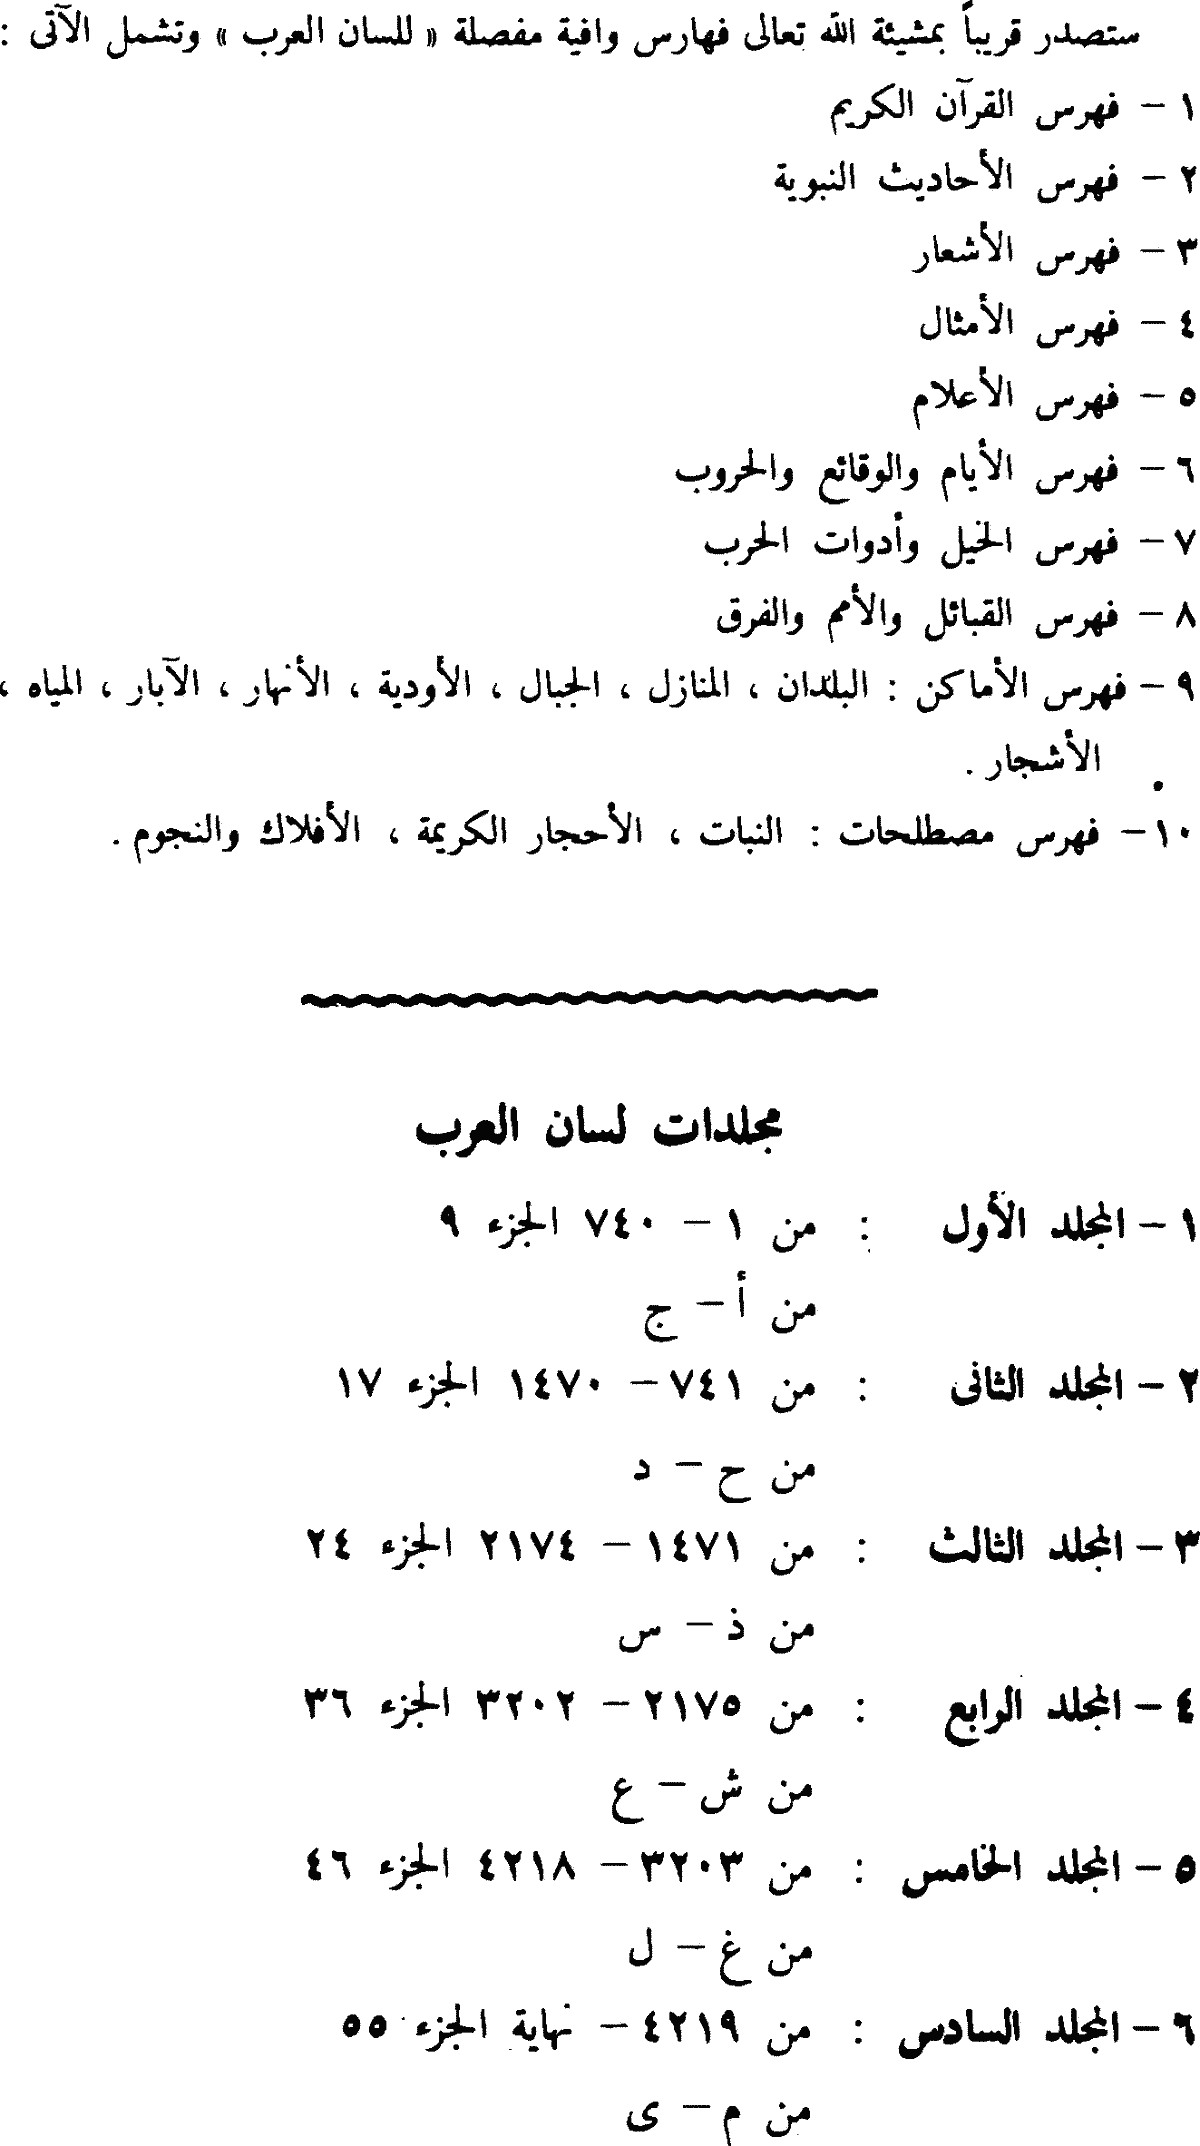 ستصدر قريباً بمشيئة الله تعالى فهارس وافية مفصلة « للسان العرب » وتشمل الآتى :
١ – فهرس القرآن الكريم
٢ – فهرس الأحاديث النبوية
٣ – فهرس الأشعار
٤ – فهرس الأمثال
٥ – فهرس الأعلام
٦ – فهرس الأيام والوقائع والحروب
٧ – فهرس الخيل وأدوات الحرب
٨ – فهرس القبائل والأمم والفرق
٩ – فهرس الأماكن : البلدان ، المنازل ، الجبال ، الأودية ، الأنهار ، الآبار ، المياه ،
الأشجار .
١٠ – فهرس مصطلحات : النبات ، الأحجار الكريمة ، الأفلاك والنجوم .
مجلدات لسان العرب
١ – المجلد الأول : من ١ – ٧٤٠ الجزء ٩
من أ – ج
٢ – المجلد الثانى : من ٧٤١ – ١٤٧٠ الجزء ١٧
من ح – د
٣ – المجلد الثالث : من ١٤٧١ – ٢١٧٤ الجزء ٢٤
من ذ – س
٤ – المجلد الرابع : من ٢١٧٥ – ٣٢٠٢ الجزء ٣٦
من ش – ع
٥ – المجلد الخامس : من ٣٢٠٣ – ٤٢١٨ الجزء ٤٦
من غ – ل
٦ – المجلد السادس : من ٤٢١٩ – نهاية الجزء ٥٥
من م – ى